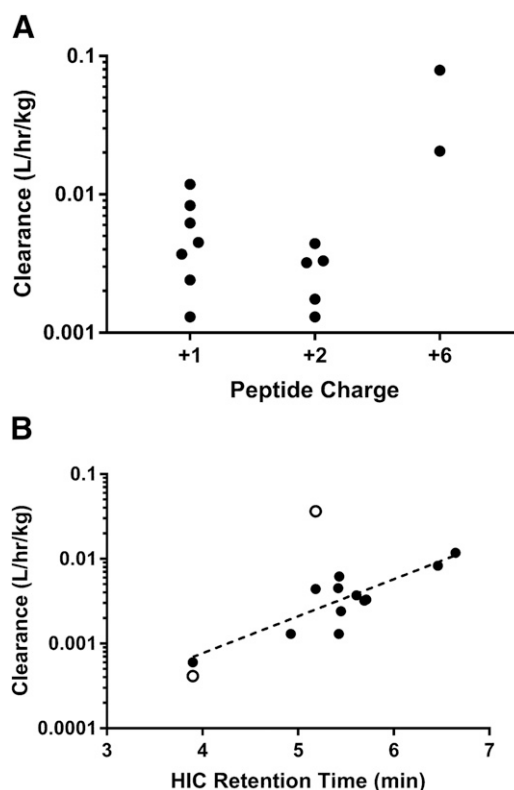 A
Clearance (L/hr/kg)
0.1
0.01
0.001
+1 +2 +6
Peptide Charge
B
Clearance (L/hr/kg)
0.1
0.01
0.001
0.0001
3 4 5 6 7
HIC Retention Time (min)